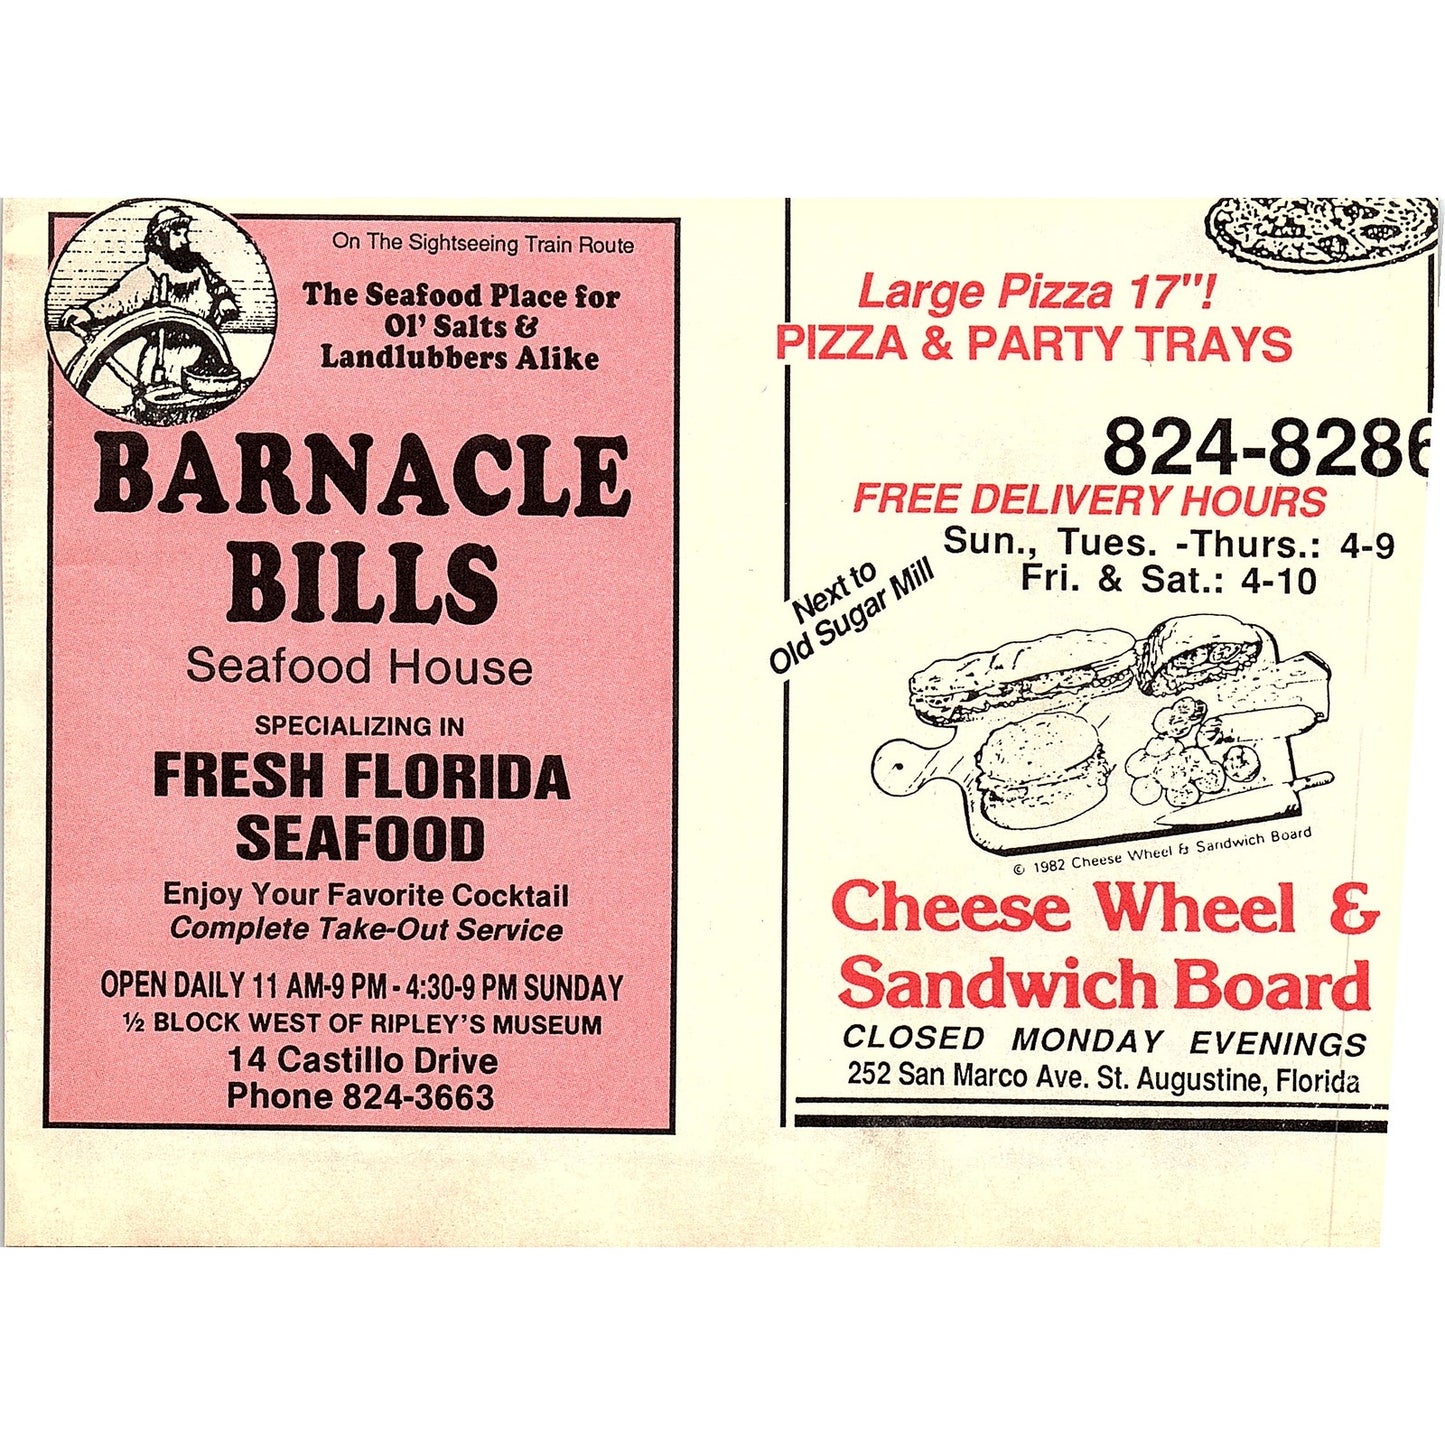 On The Sightseeing Train Route
The Seafood Place for
Ol' Salts &
Landlubbers Alike
BARNACLE
BILLS
Seafood House
SPECIALIZING IN
FRESH FLORIDA
SEAFOOD
Enjoy Your Favorite Cocktail
Complete Take-Out Service
OPEN DAILY 11 AM-9 PM - 4:30-9 PM SUNDAY
½ BLOCK WEST OF RIPLEY'S MUSEUM
14 Castillo Drive
Phone 824-3663
Large Pizza 17"!
PIZZA & PARTY TRAYS
824-8286
FREE DELIVERY HOURS
Sun., Tues. -Thurs.: 4-9
Fri. & Sat.: 4-10
Next to
Old Sugar Mill
© 1982 Cheese Wheel & Sandwich Board
Cheese Wheel &
Sandwich Board
CLOSED MONDAY EVENINGS
252 San Marco Ave. St. Augustine, Florida